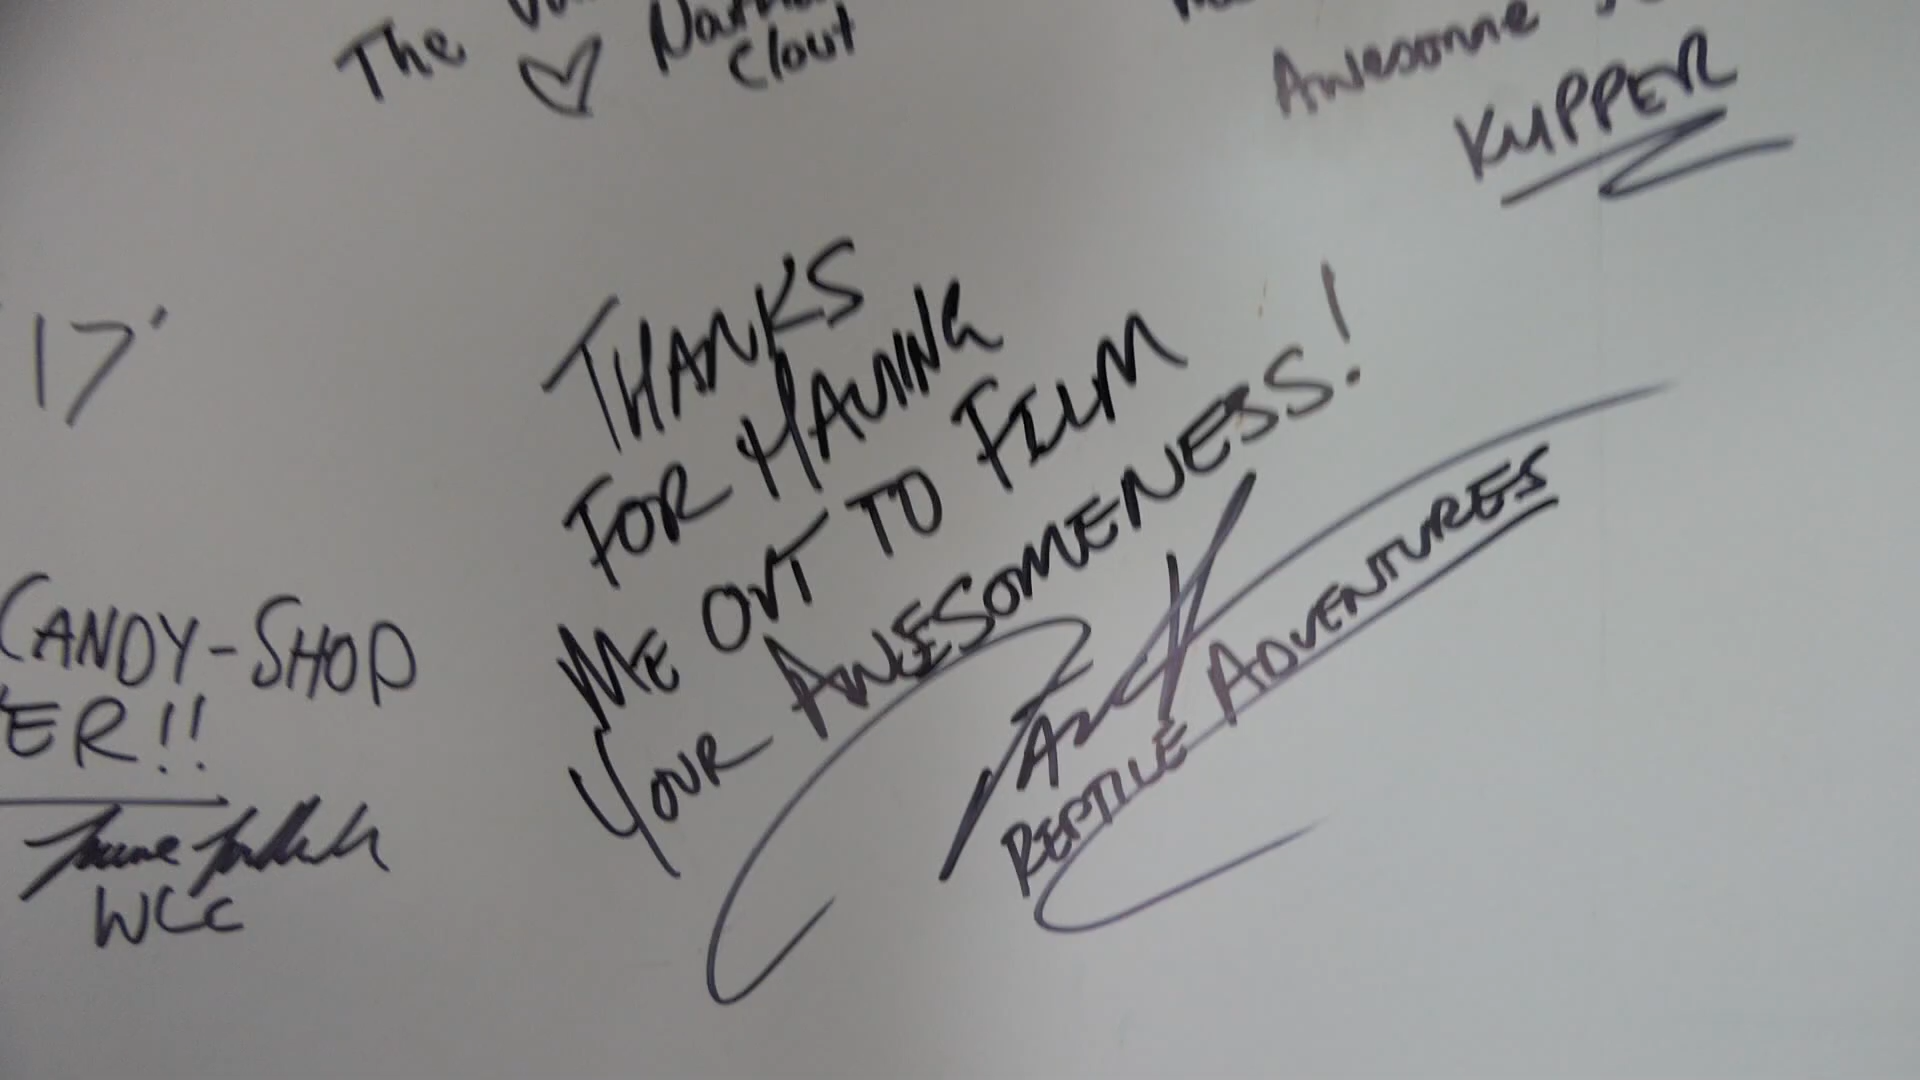 The
Clout
Awesome
KUPPER
17'
THANKS
FOR HAVING
ME OUT TO FILM
YOUR AWESOMENESS!
REPTILE ADVENTURES
CANDY-SHOP
ER!!
WCC